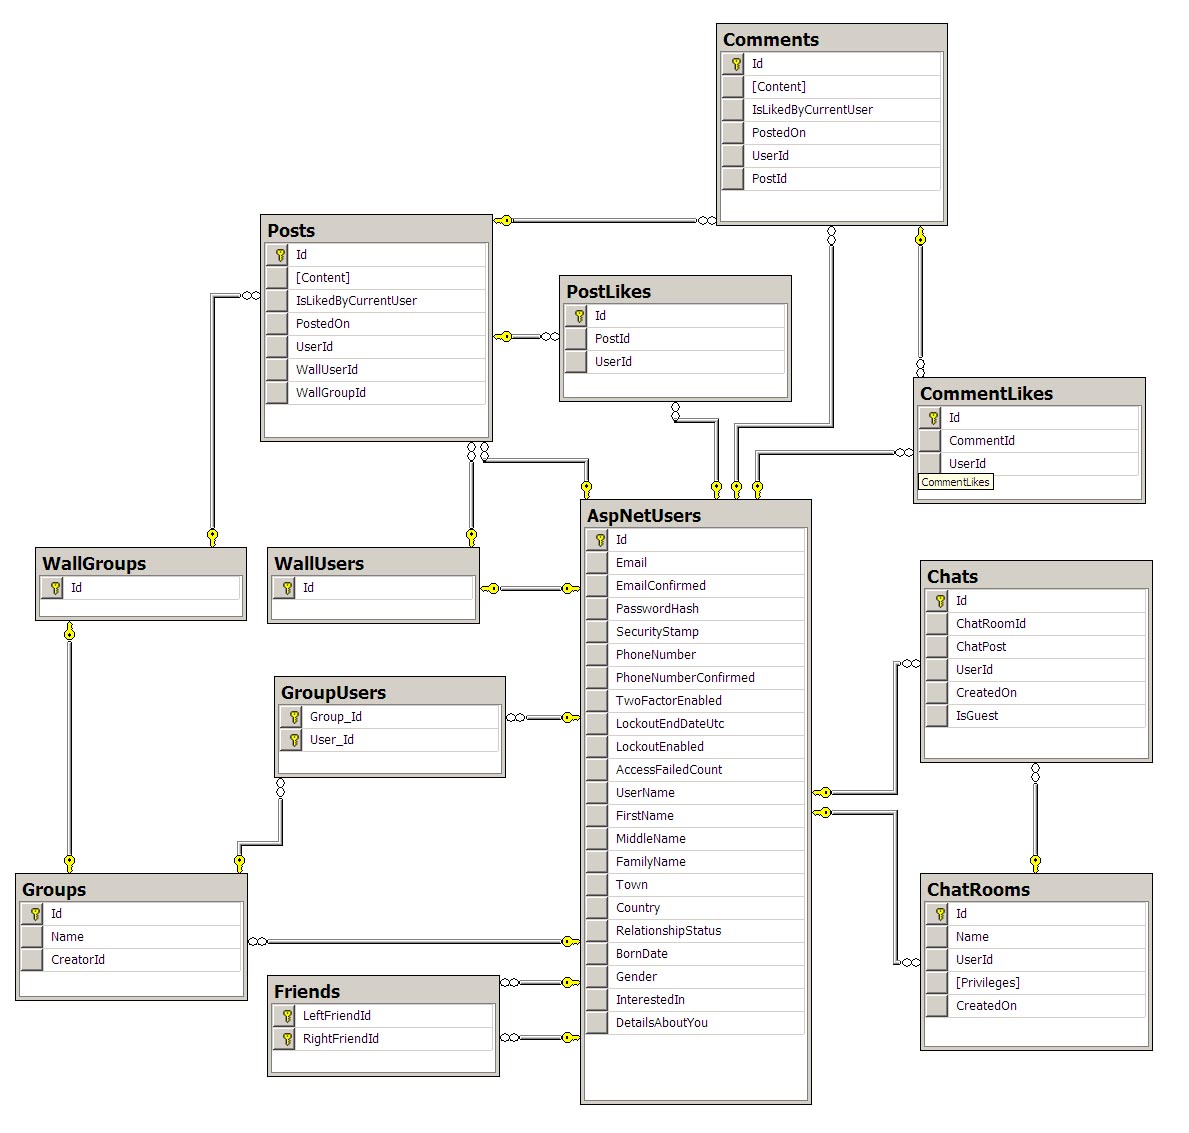 Comments
Id
[Content]
IsLikedByCurrentUser
PostedOn
UserId
PostId
Posts
Id
[Content]
IsLikedByCurrentUser
PostedOn
UserId
WallUserId
WallGroupId
PostLikes
Id
PostId
UserId
CommentLikes
Id
CommentId
UserId
CommentLikes
AspNetUsers
Id
Email
EmailConfirmed
PasswordHash
SecurityStamp
PhoneNumber
PhoneNumberConfirmed
TwoFactorEnabled
LockoutEndDateUtc
LockoutEnabled
AccessFailedCount
UserName
FirstName
MiddleName
FamilyName
Town
Country
RelationshipStatus
BornDate
Gender
InterestedIn
DetailsAboutYou
WallGroups
Id
WallUsers
Id
Chats
Id
ChatRoomId
ChatPost
UserId
CreatedOn
IsGuest
GroupUsers
Group_Id
User_Id
Groups
Id
Name
CreatorId
ChatRooms
Id
Name
UserId
[Privileges]
CreatedOn
Friends
LeftFriendId
RightFriendId